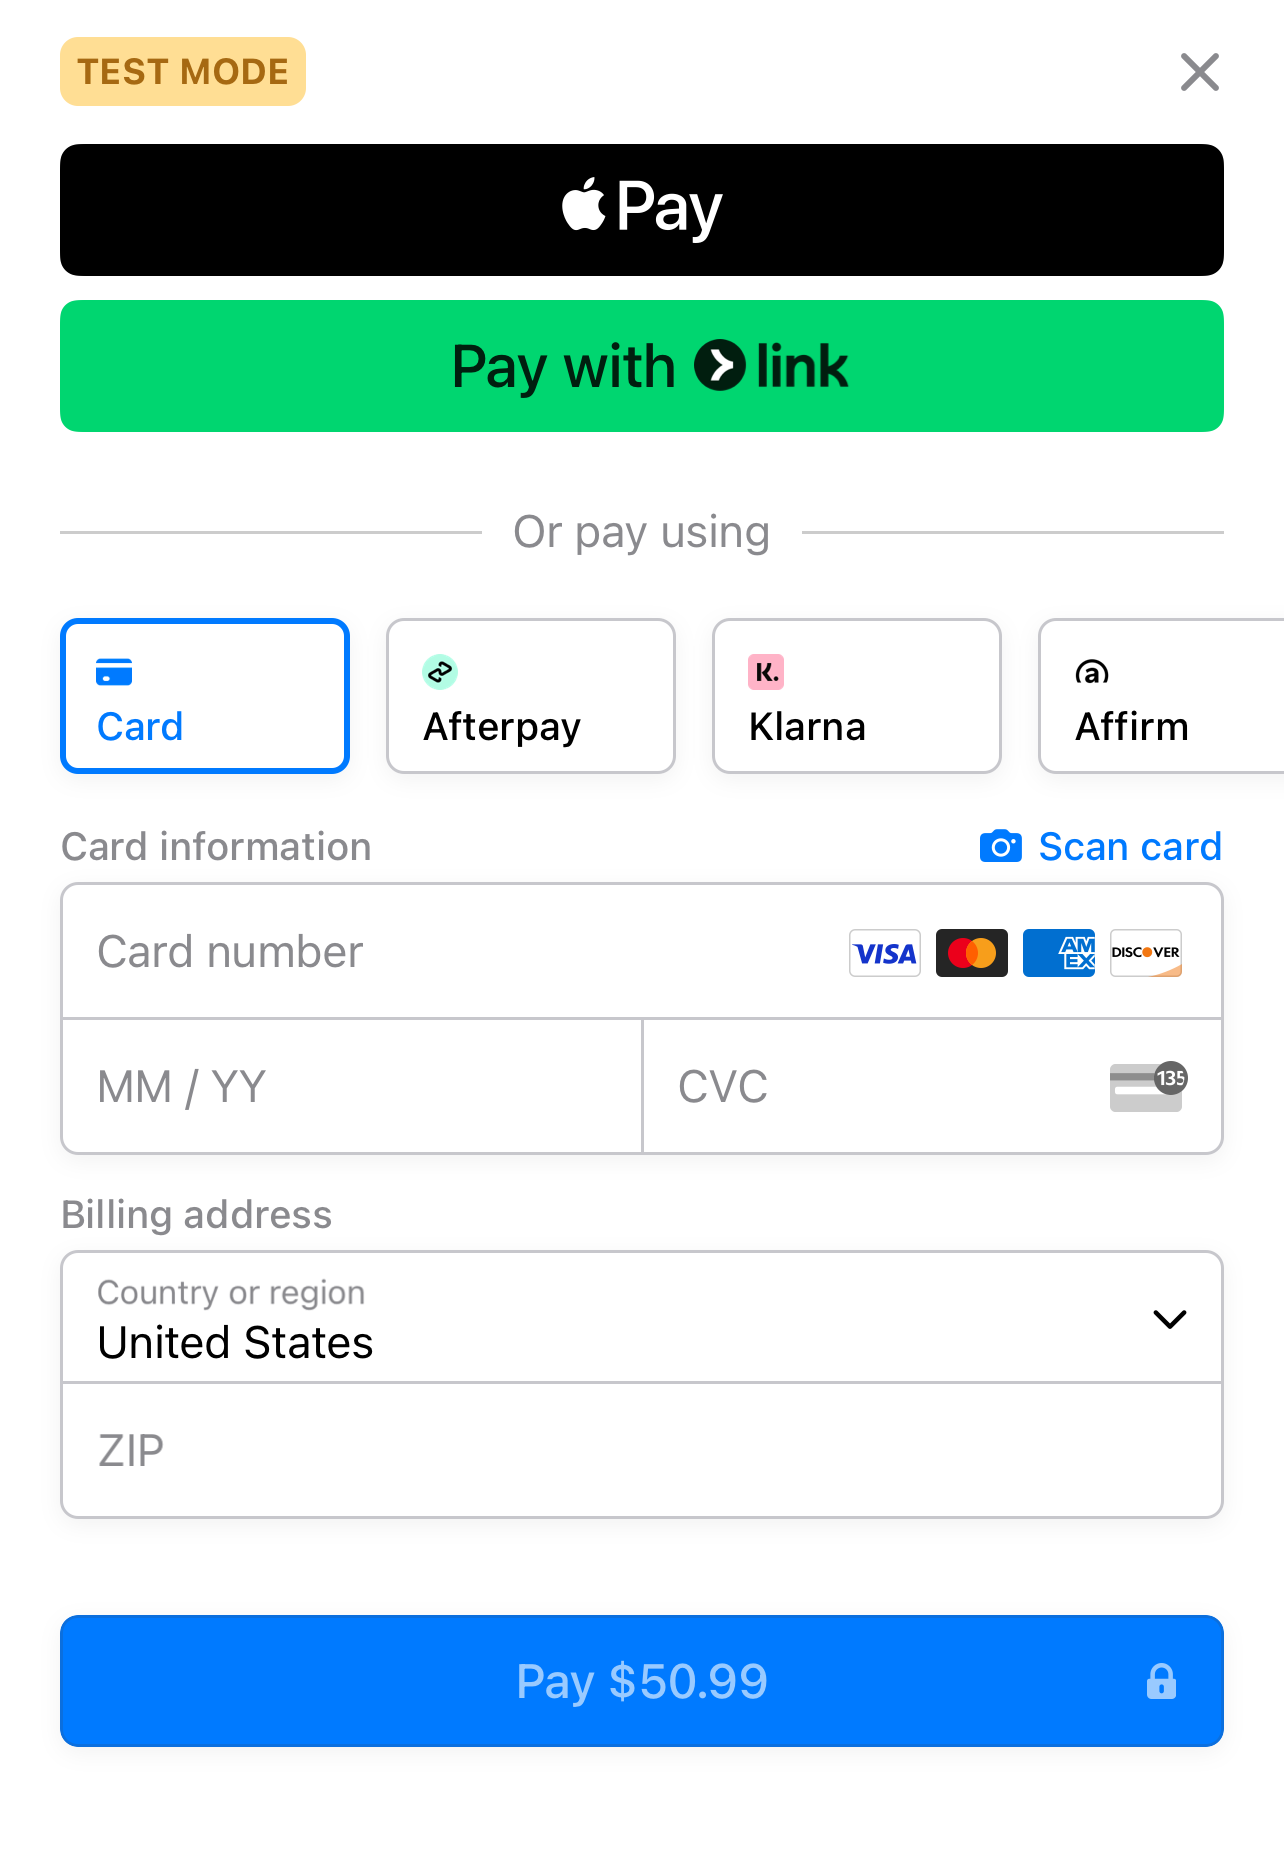 TEST MODE
Pay
Pay with link
Or pay using
Card
Afterpay
K.
Klarna
a
Affirm
Card information
Scan card
Card number
VISA
AM
EX
DISCOVER
MM / YY
CVC
135
Billing address
Country or region
United States
ZIP
Pay $50.99